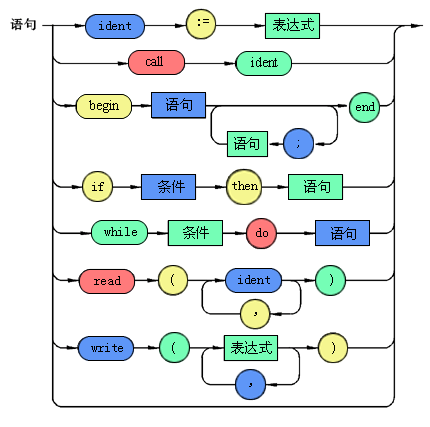 语句 ident := 表达式
call ident
begin 语句 end
语句 ;
if 条件 then 语句
while 条件 do 语句
read ( ident )
,
write ( 表达式 )
,